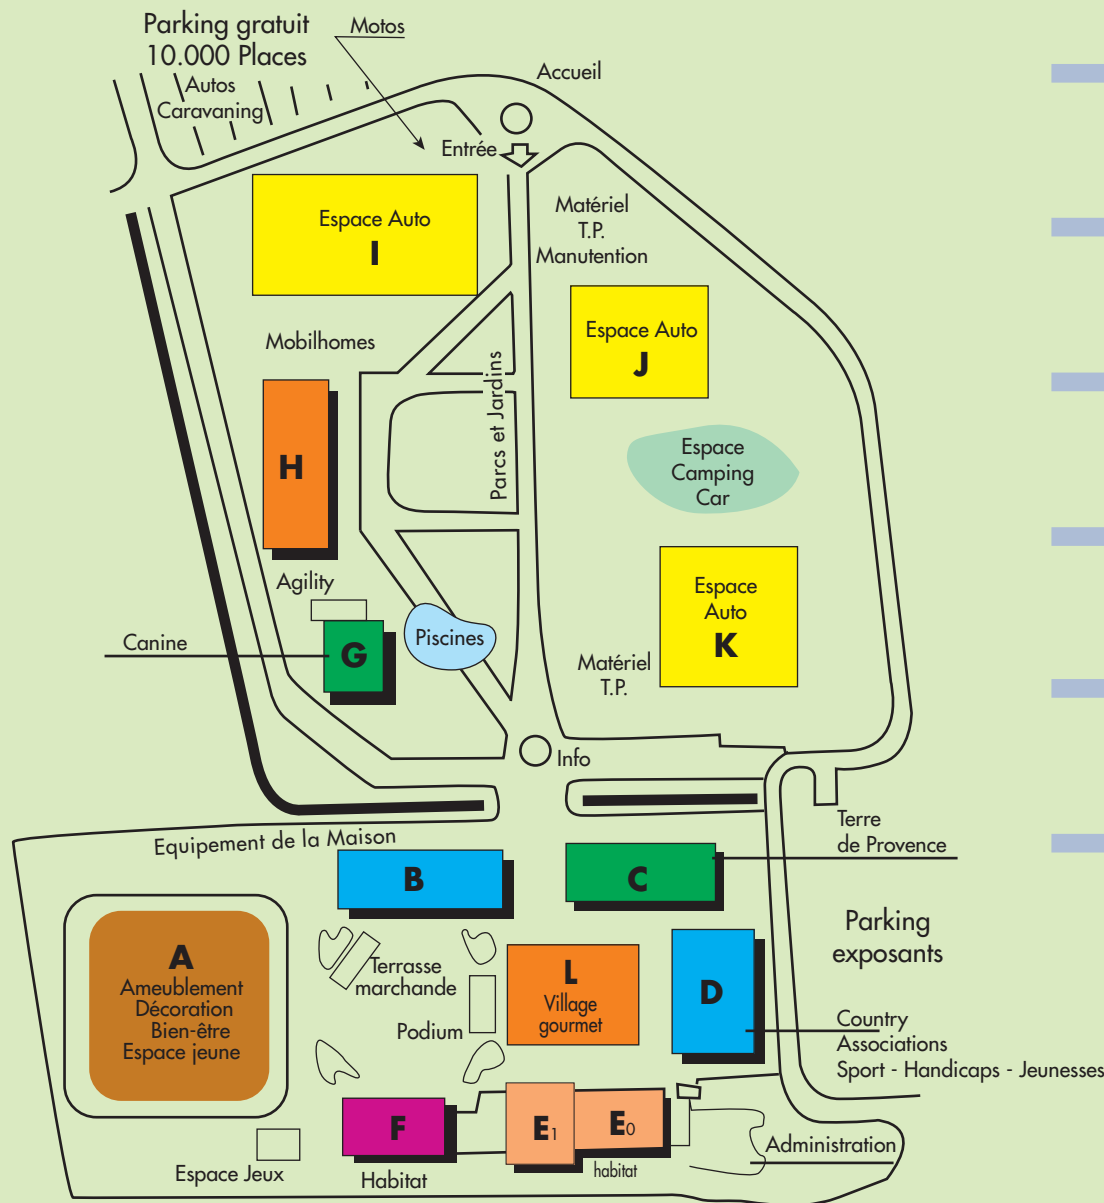 Parking gratuit
10.000 Places
Motos
Autos
Caravaning
Accueil
Entrée
Espace Auto
I
Matériel
T.P.
Manutention
Mobilhomes
Espace Auto
J
Parcs et Jardins
H
Espace
Camping
Car
Agility
Canine
G
Piscines
Espace
Auto
K
Matériel
T.P.
Info
Equipement de la Maison
Terre
de Provence
B
C
A
Ameublement
Décoration
Bien-être
Espace jeune
Terrasse
marchande
Podium
L
Village
gourmet
D
Parking
exposants
Country
Associations
Sport - Handicaps - Jeunesses
F
Habitat
E1
E0
habitat
Espace Jeux
Administration